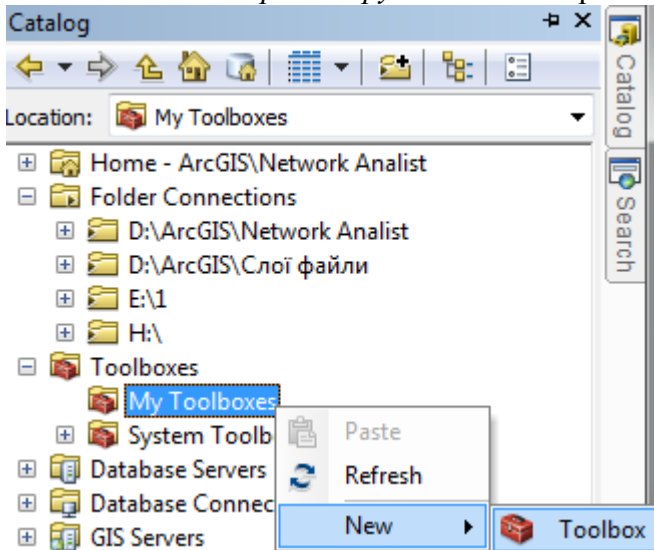 Catalog
Location: My Toolboxes
Home - ArcGIS\Network Analist
Folder Connections
D:\ArcGIS\Network Analist
D:\ArcGIS\Слої файли
E:\1
H:\
Toolboxes
My Toolboxes
System Toolb
Paste
Database Servers
Refresh
Database Connec
New
Toolbox
GIS Servers
Catalog
Search